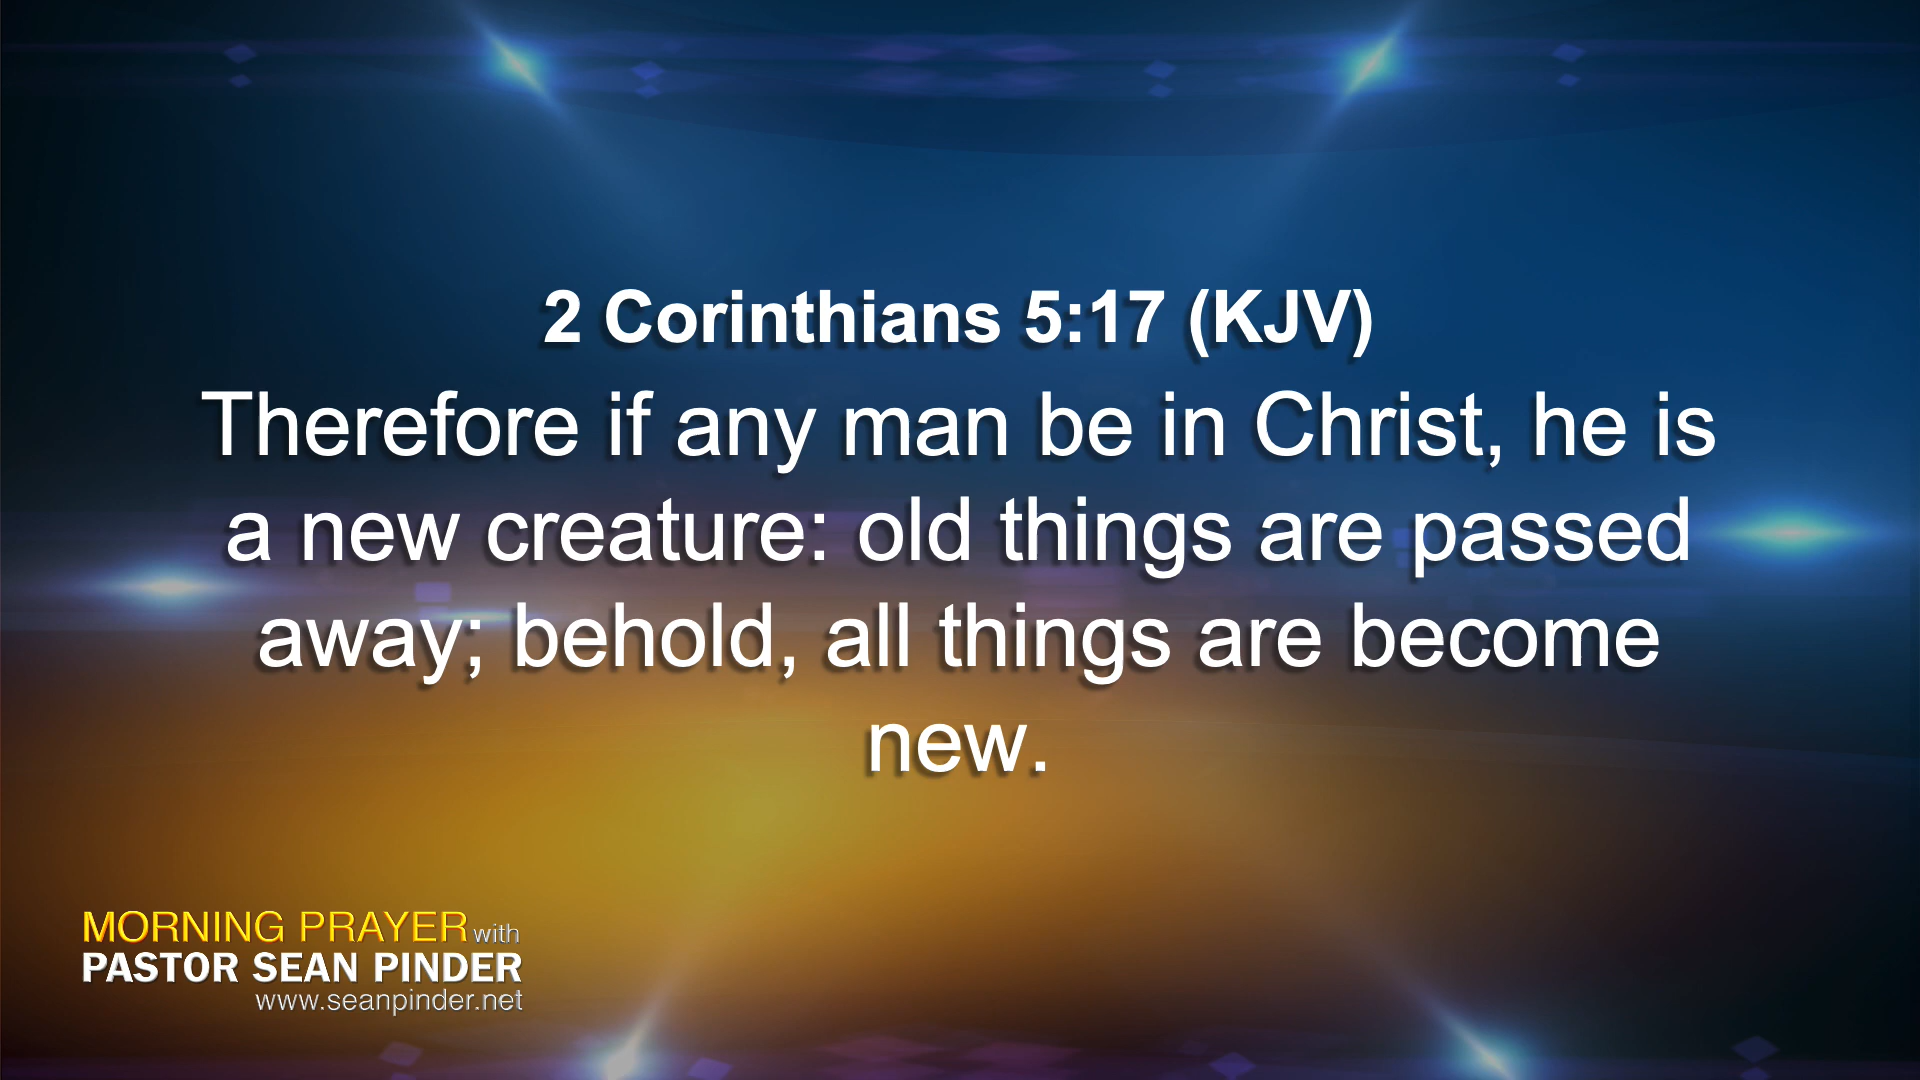 2 Corinthians 5:17 (KJV)
Therefore if any man be in Christ, he is
a new creature: old things are passed
away; behold, all things are become
new.
MORNING PRAYER with
PASTOR SEAN PINDER
www.seanpinder.net